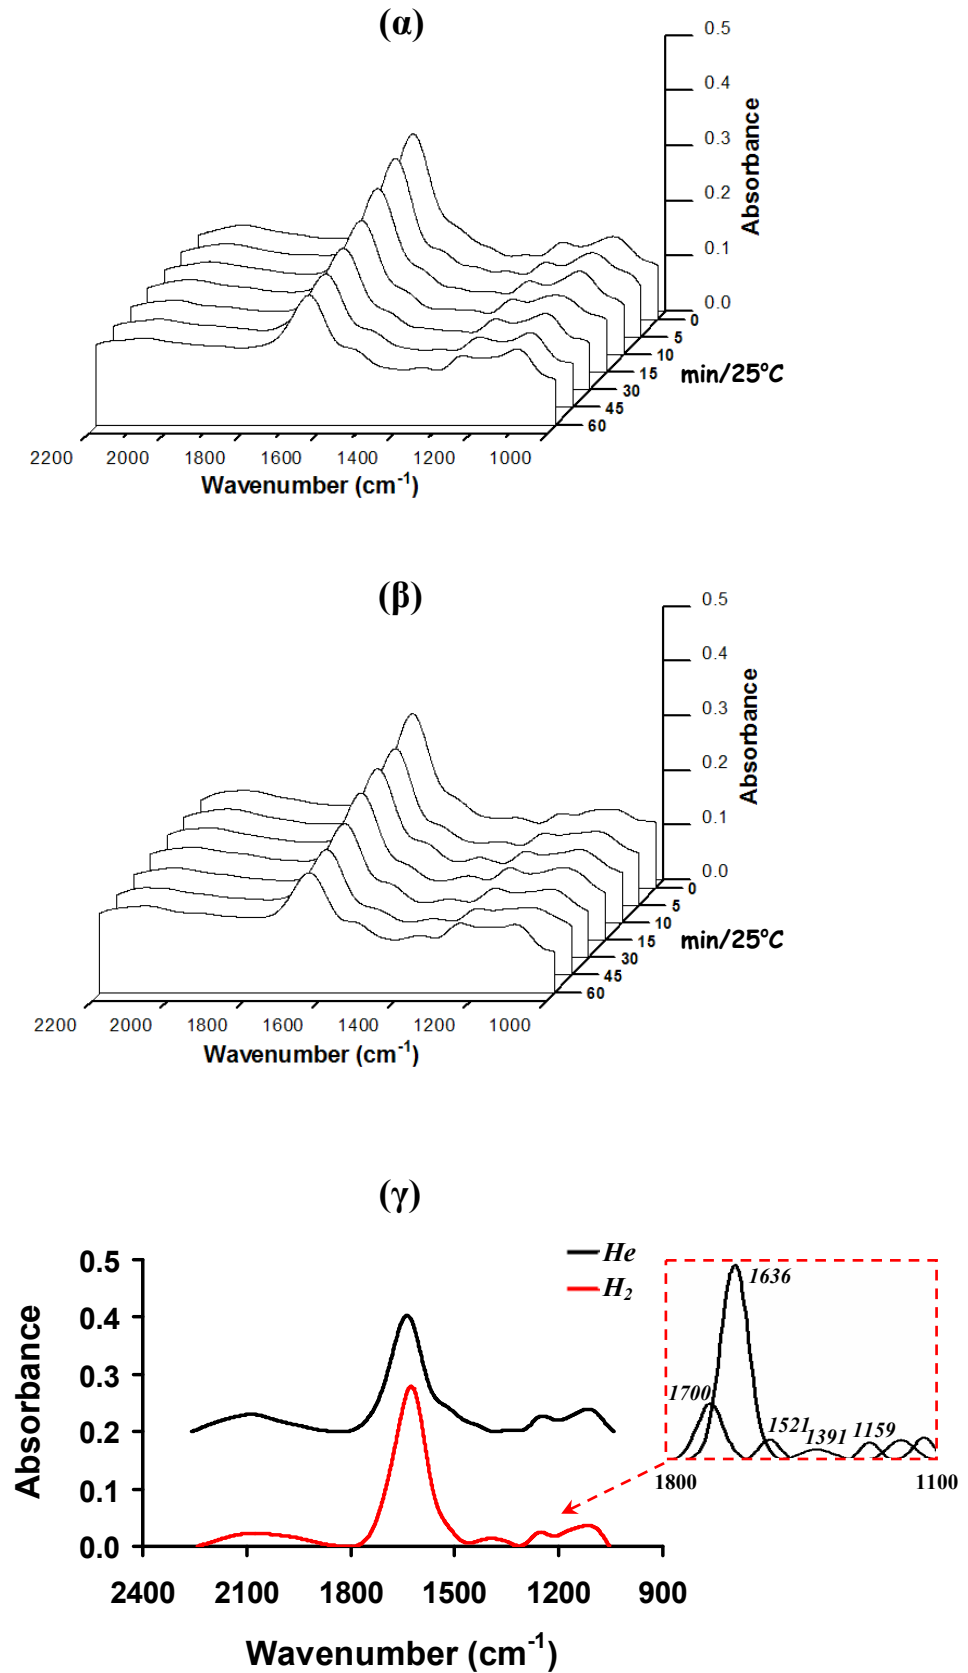 (α)
0.5
0.4
0.3
0.2
0.1
0.0
Absorbance
0
5
10
15
30
45
60
min/25°C
2200 2000 1800 1600 1400 1200 1000
Wavenumber (cm-1)
(β)
0.5
0.4
0.3
0.2
0.1
0.0
Absorbance
0
5
10
15
30
45
60
min/25°C
2200 2000 1800 1600 1400 1200 1000
Wavenumber (cm-1)
(γ)
He
H2
0.5
0.4
0.3
0.2
0.1
0.0
Absorbance
2400 2100 1800 1500 1200 900
Wavenumber (cm-1)
1636
1700
1521
1391
1159
1800 1100